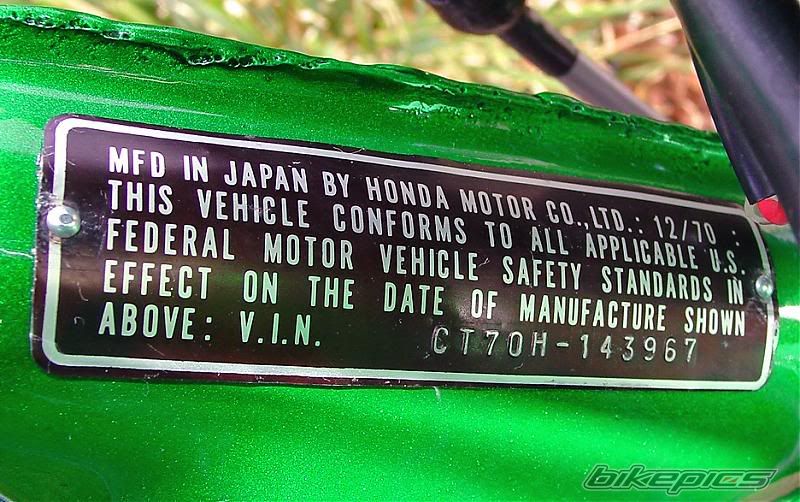 MFD IN JAPAN BY HONDA MOTOR CO.,LTD.: 12/70 :
THIS VEHICLE CONFORMS TO ALL APPLICABLE U.S.
FEDERAL MOTOR VEHICLE SAFETY STANDARDS IN
EFFECT ON THE DATE OF MANUFACTURE SHOWN
ABOVE: V.I.N. CT70H-143967
bikepics